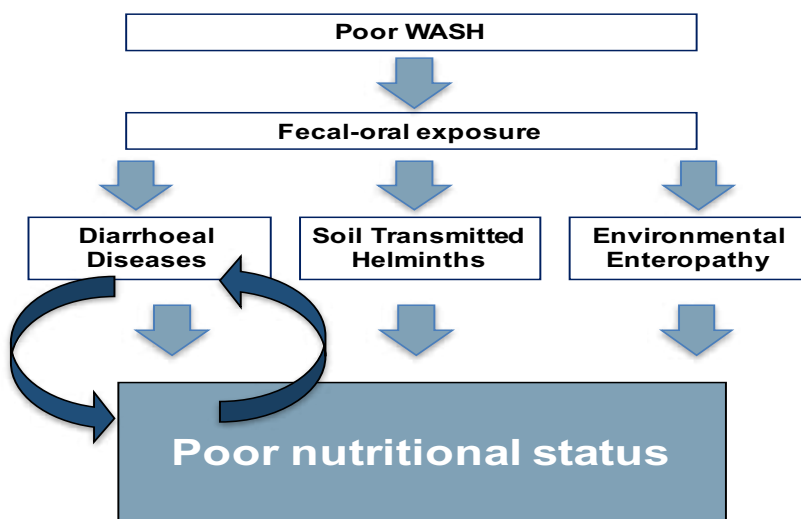 Poor WASH
Fecal-oral exposure
Diarrhoeal
Diseases
Soil Transmitted
Helminths
Environmental
Enteropathy
Poor nutritional status